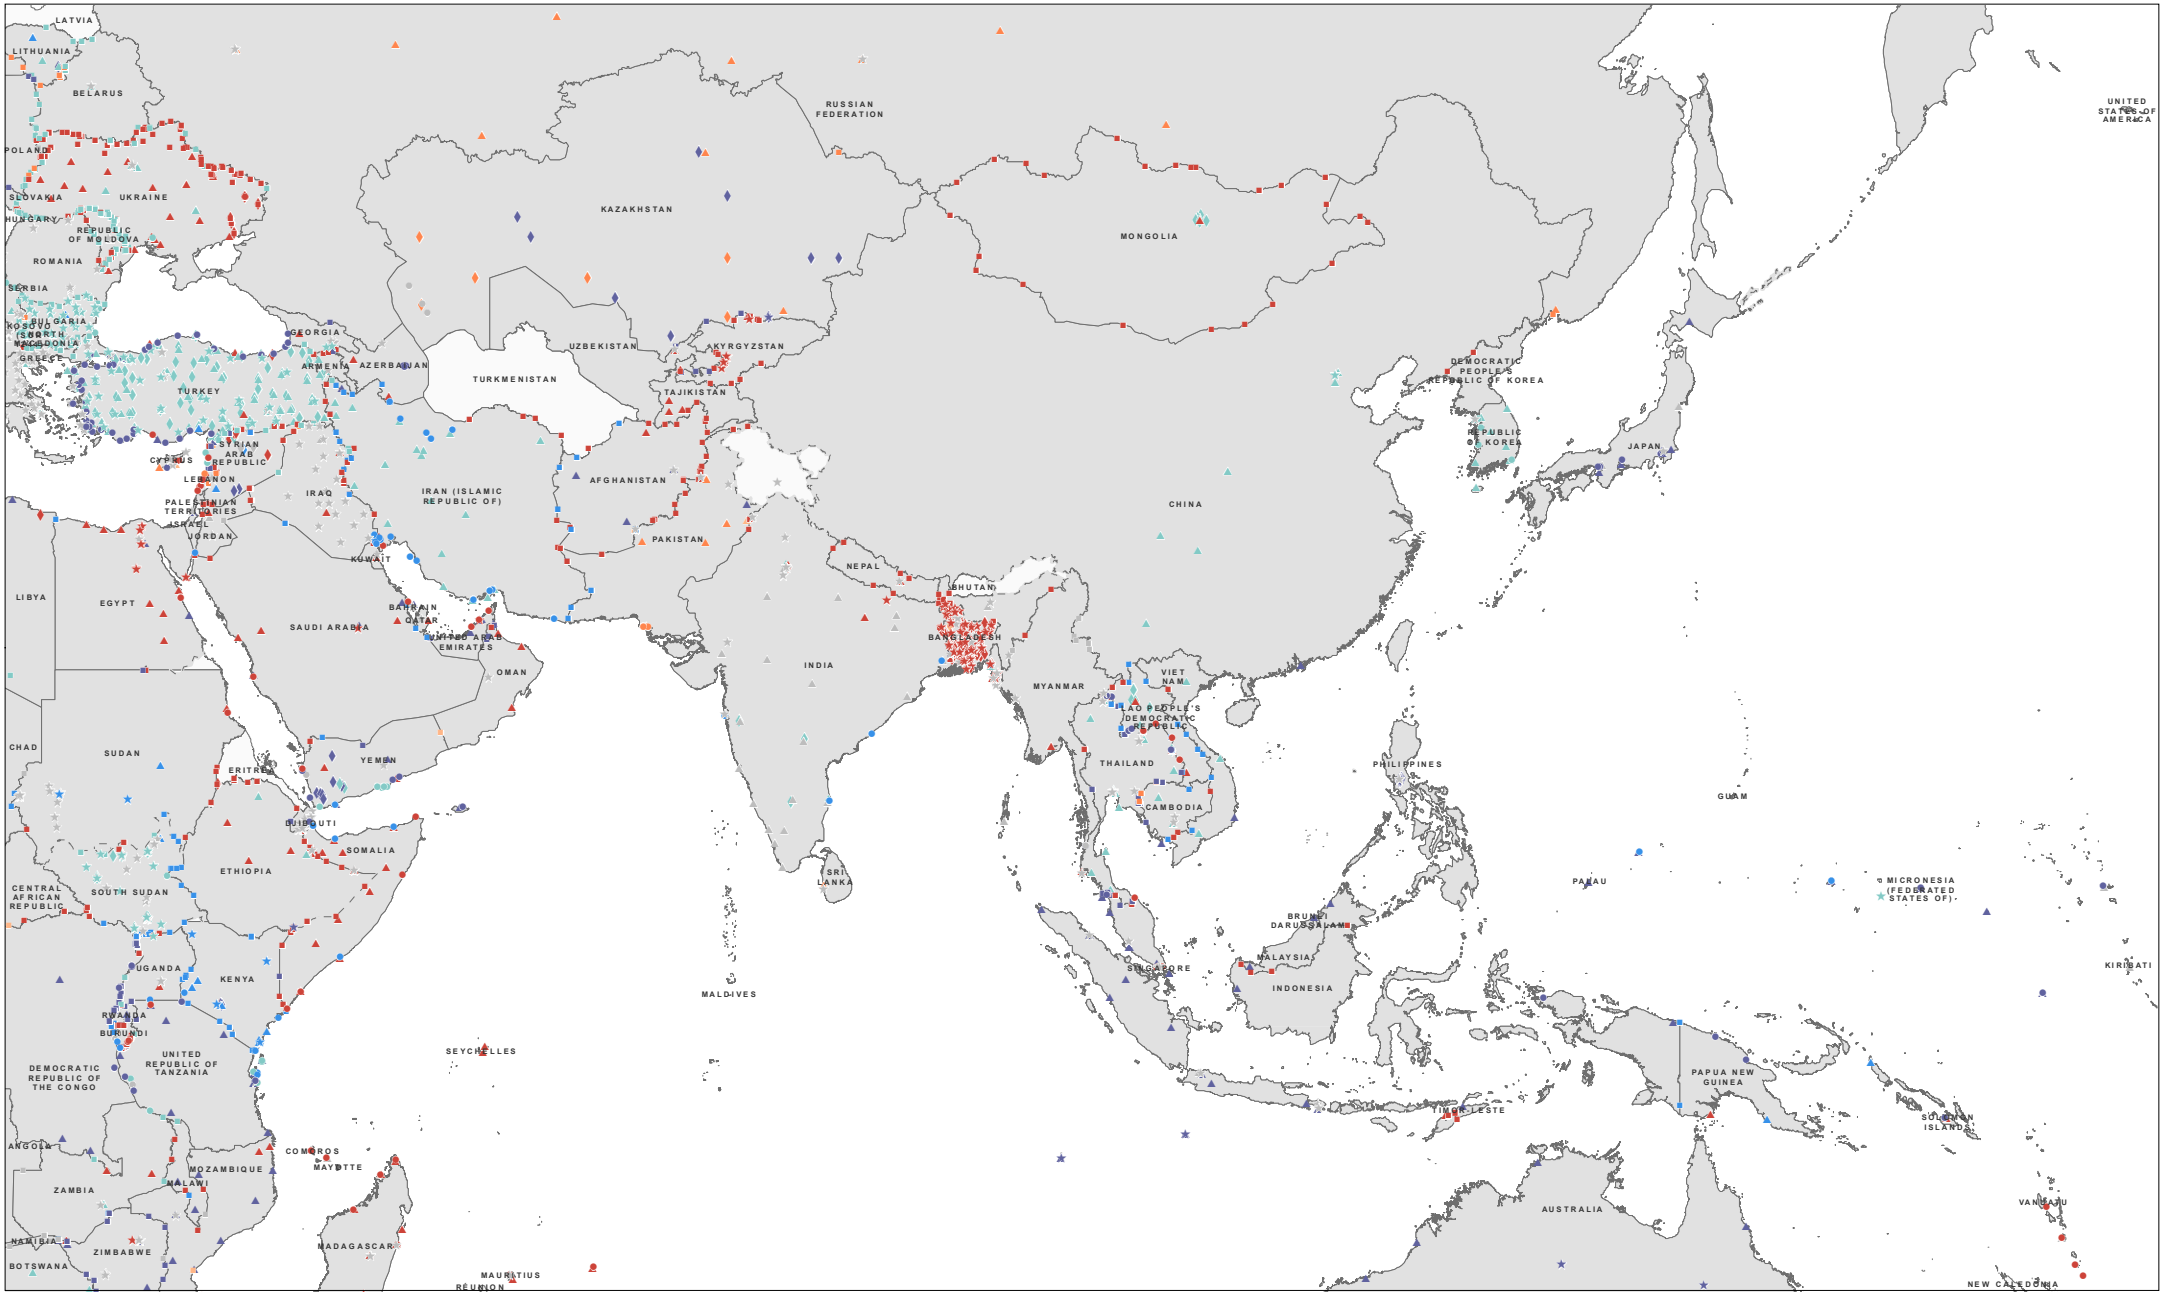 LATVIA
LITHUANIA
BELARUS
RUSSIAN
FEDERATION
UNITED
STATES OF
AMERICA
POLAND
SLOVAKIA
UKRAINE
HUNGARY
REPUBLIC
OF MOLDOVA
ROMANIA
KAZAKHSTAN
MONGOLIA
SERBIA
BULGARIA
KOSOVO
NORTH
MACEDONIA
GREECE
GEORGIA
ARMENIA
AZERBAIJAN
UZBEKISTAN
KYRGYZSTAN
TURKMENISTAN
TAJIKISTAN
TURKEY
DEMOCRATIC
PEOPLE'S
REPUBLIC OF KOREA
REPUBLIC
OF KOREA
JAPAN
CYPRUS
SYRIAN
ARAB
REPUBLIC
LEBANON
PALESTINIAN
TERRITORIES
ISRAEL
JORDAN
IRAQ
IRAN (ISLAMIC
REPUBLIC OF)
AFGHANISTAN
PAKISTAN
CHINA
KUWAIT
NEPAL
BHUTAN
LIBYA
EGYPT
SAUDI ARABIA
BAHRAIN
QATAR
UNITED ARAB
EMIRATES
OMAN
INDIA
BANGLADESH
MYANMAR
VIET
NAM
LAO PEOPLE'S
DEMOCRATIC
REPUBLIC
CHAD
SUDAN
ERITREA
YEMEN
THAILAND
PHILIPPINES
GUAM
CAMBODIA
DJIBOUTI
SOMALIA
ETHIOPIA
CENTRAL
AFRICAN
REPUBLIC
SOUTH SUDAN
SRI
LANKA
PALAU
MICRONESIA
(FEDERATED
STATES OF)
BRUNEI
DARUSSALAM
MALAYSIA
SINGAPORE
INDONESIA
KIRIBATI
UGANDA
KENYA
MALDIVES
RWANDA
BURUNDI
UNITED
REPUBLIC OF
TANZANIA
DEMOCRATIC
REPUBLIC OF
THE CONGO
SEYCHELLES
PAPUA NEW
GUINEA
TIMOR-LESTE
SOLOMON
ISLANDS
ANGOLA
COMOROS
MAYOTTE
MOZAMBIQUE
MALAWI
ZAMBIA
VANUATU
AUSTRALIA
NAMIBIA
ZIMBABWE
MADAGASCAR
BOTSWANA
MAURITIUS
RÉUNION
NEW CALEDONIA